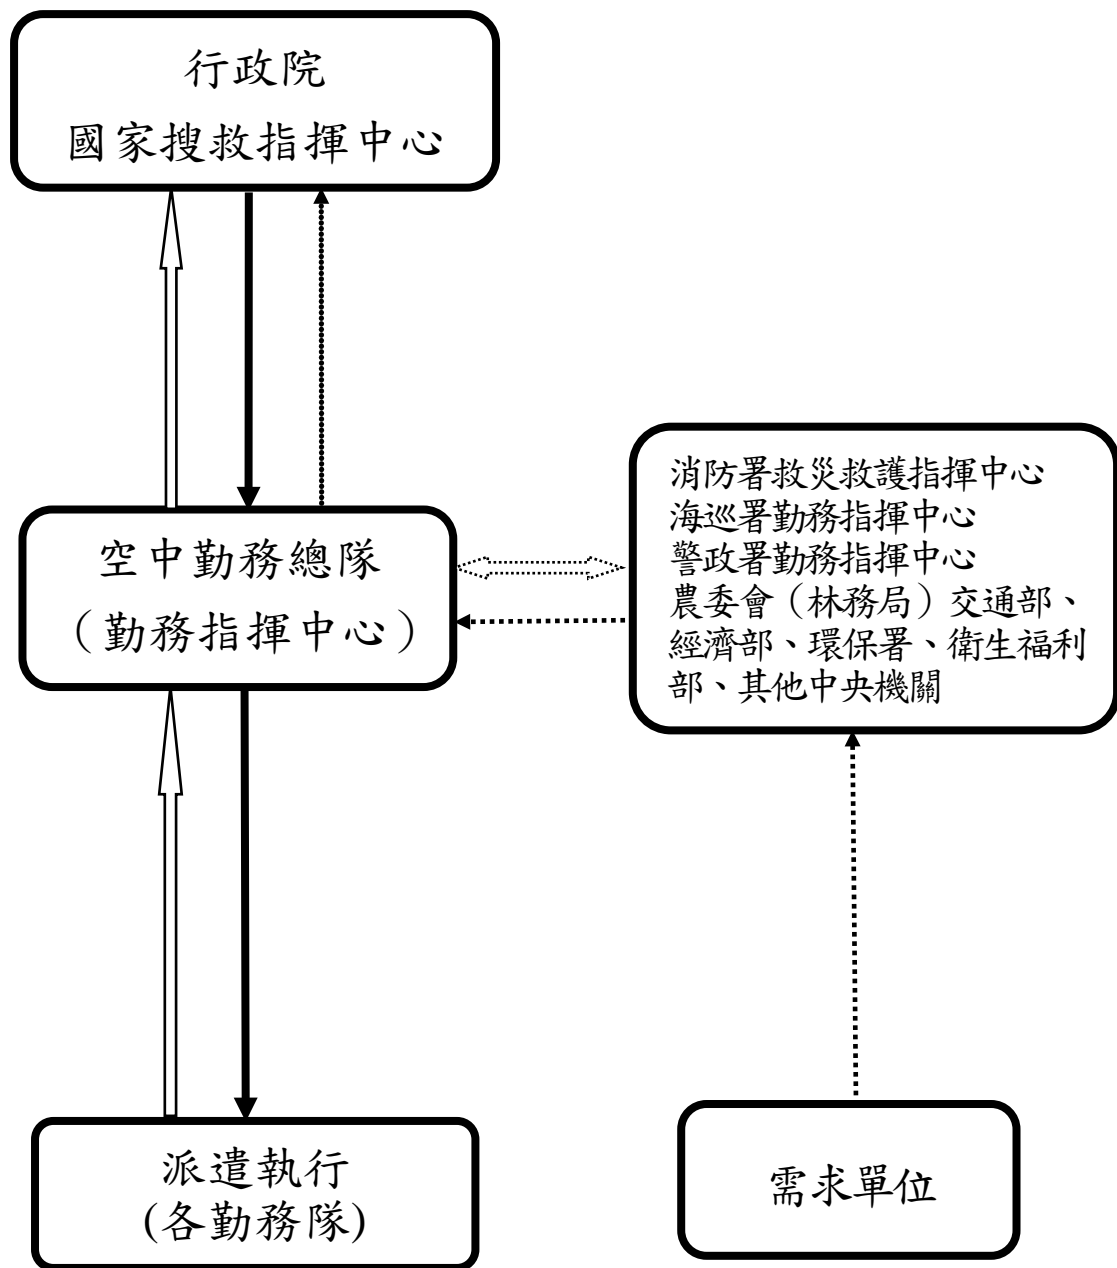 行政院
國家搜救指揮中心
空中勤務總隊
（勤務指揮中心）
消防署救災救護指揮中心
海巡署勤務指揮中心
警政署勤務指揮中心
農委會（林務局）交通部、
經濟部、環保署、衛生福利
部、其他中央機關
派遣執行
(各勤務隊)
需求單位